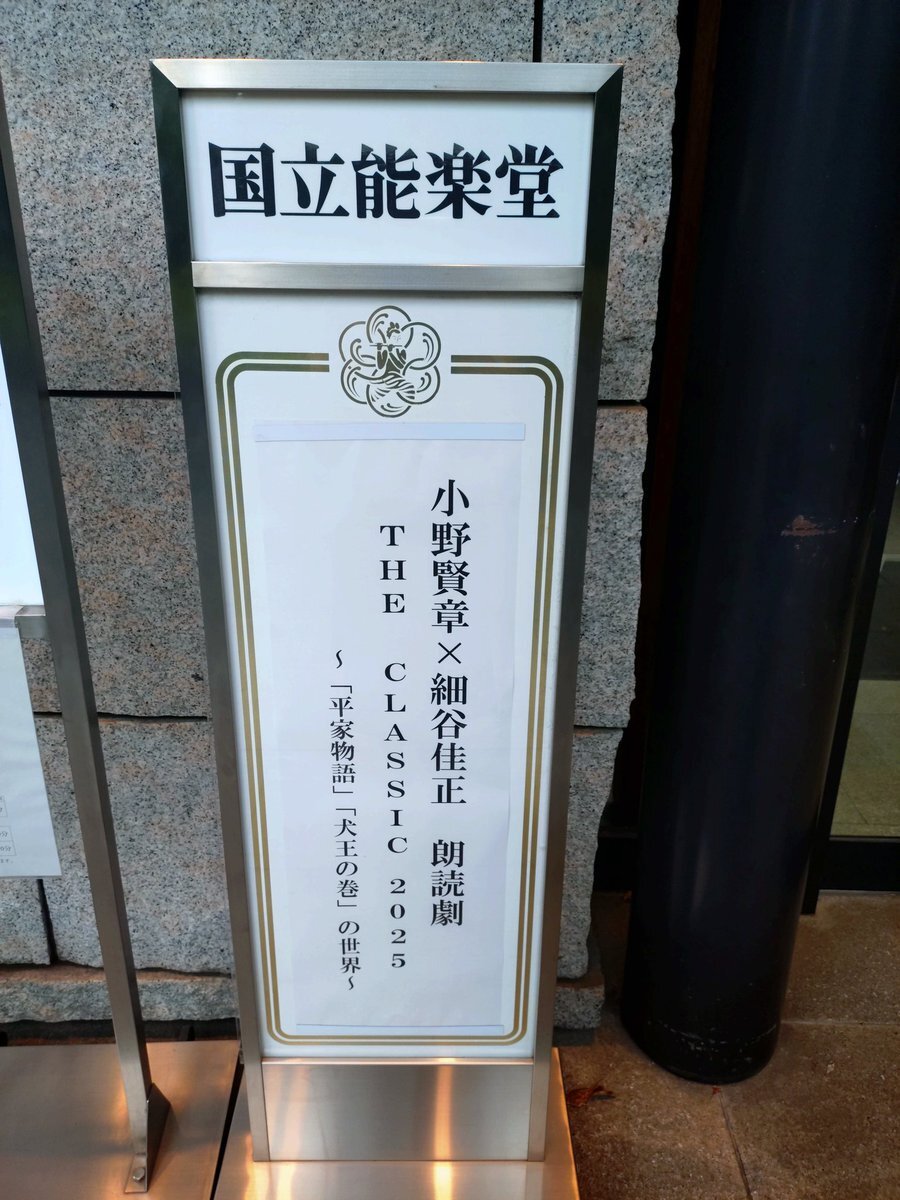 国立能楽堂
小野賢章×細谷佳正 朗読劇
THE CLASSIC 2025
～「平家物語」「犬王の巻」の世界～